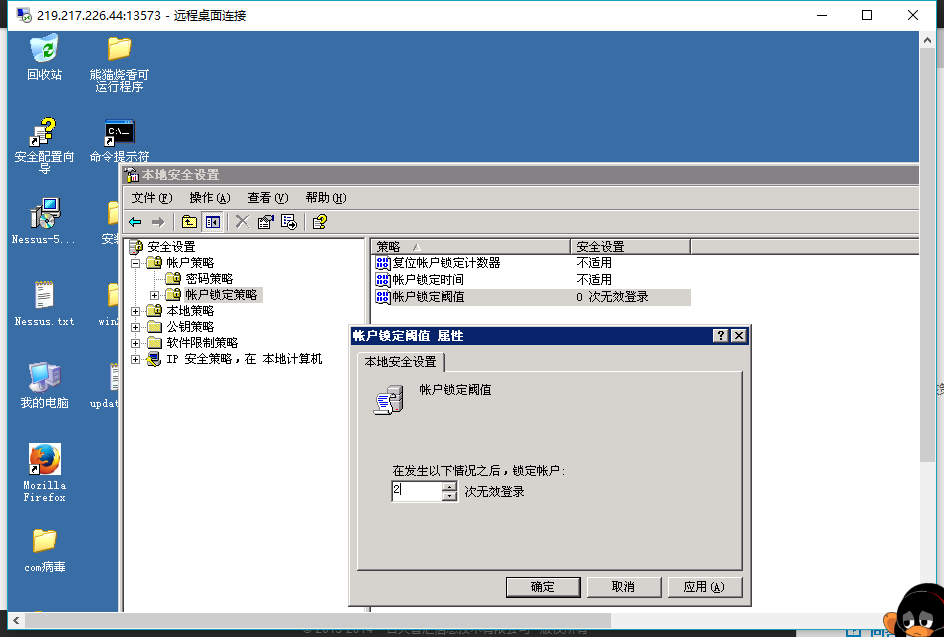 219.217.226.44:13573 - 远程桌面连接
回收站
熊猫烧香可
运行程序
安全配置向
导
命令提示符
Nessus-5...
Nessus.txt
我的电脑
Mozilla
Firefox
com病毒
本地安全设置
文件(F) 操作(A) 查看(V) 帮助(H)
安全设置
帐户策略
密码策略
帐户锁定策略
本地策略
公钥策略
软件限制策略
IP 安全策略，在 本地计算机
策略 安全设置
复位帐户锁定计数器 不适用
帐户锁定时间 不适用
帐户锁定阈值 0 次无效登录
帐户锁定阈值 属性
本地安全设置
帐户锁定阈值
在发生以下情况之后，锁定帐户:
2 次无效登录
确定 取消 应用(A)